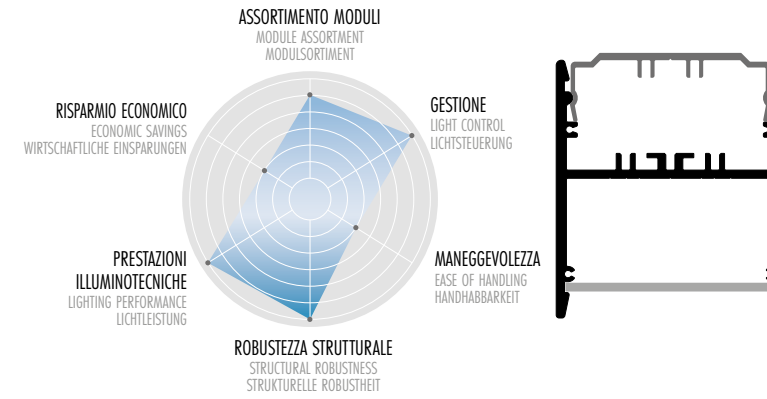 ASSORTIMENTO MODULI
MODULE ASSORTMENT
MODULSORTIMENT
RISPARMIO ECONOMICO
ECONOMIC SAVINGS
WIRTSCHAFTLICHE EINSPARUNGEN
GESTIONE
LIGHT CONTROL
LICHTSTEUERUNG
PRESTAZIONI
ILLUMINOTECNICHE
LIGHTING PERFORMANCE
LICHTLEISTUNG
MANEGGEVOLEZZA
EASE OF HANDLING
HANDHABBARKEIT
ROBUSTEZZA STRUTTURALE
STRUCTURAL ROBUSTNESS
STRUKTURELLE ROBUSTHEIT